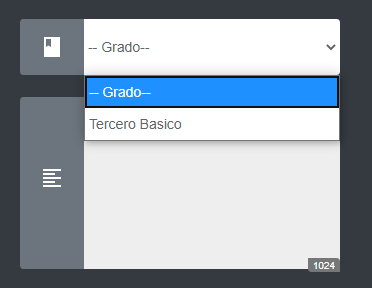 -- Grado--
-- Grado--
Tercero Basico
1024